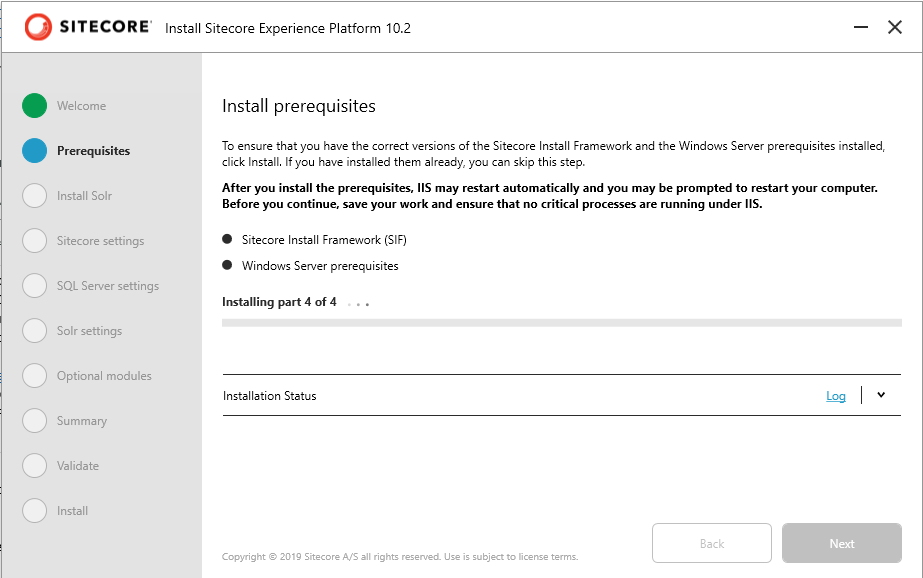 SITECORE Install Sitecore Experience Platform 10.2
Welcome
Prerequisites
Install Solr
Sitecore settings
SQL Server settings
Solr settings
Optional modules
Summary
Validate
Install
Install prerequisites
To ensure that you have the correct versions of the Sitecore Install Framework and the Windows Server prerequisites installed,
click Install. If you have installed them already, you can skip this step.
After you install the prerequisites, IIS may restart automatically and you may be prompted to restart your computer.
Before you continue, save your work and ensure that no critical processes are running under IIS.
Sitecore Install Framework (SIF)
Windows Server prerequisites
Installing part 4 of 4 . . .
Installation Status Log
Back Next
Copyright © 2019 Sitecore A/S all rights reserved. Use is subject to license terms.